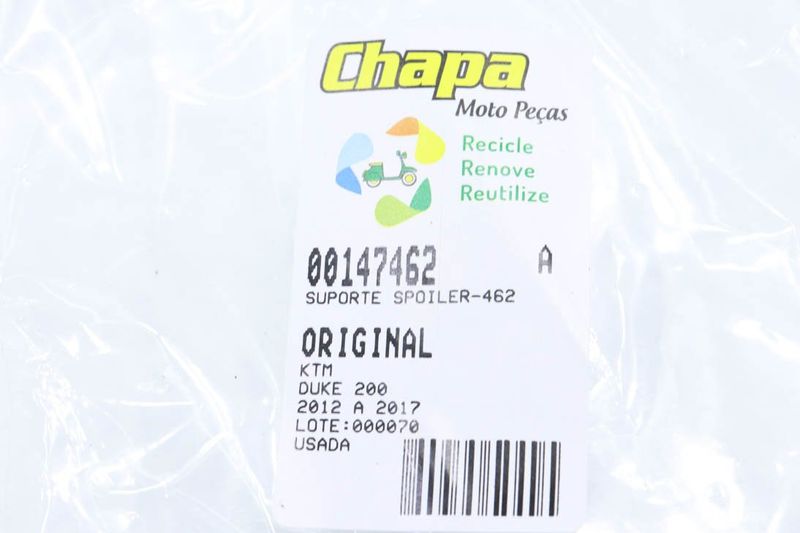 Chapa
Moto Peças
Recicle
Renove
Reutilize
00147462 A
SUPORTE SPOILER-462
ORIGINAL
KTM
DUKE 200
2012 A 2017
LOTE:000070
USADA